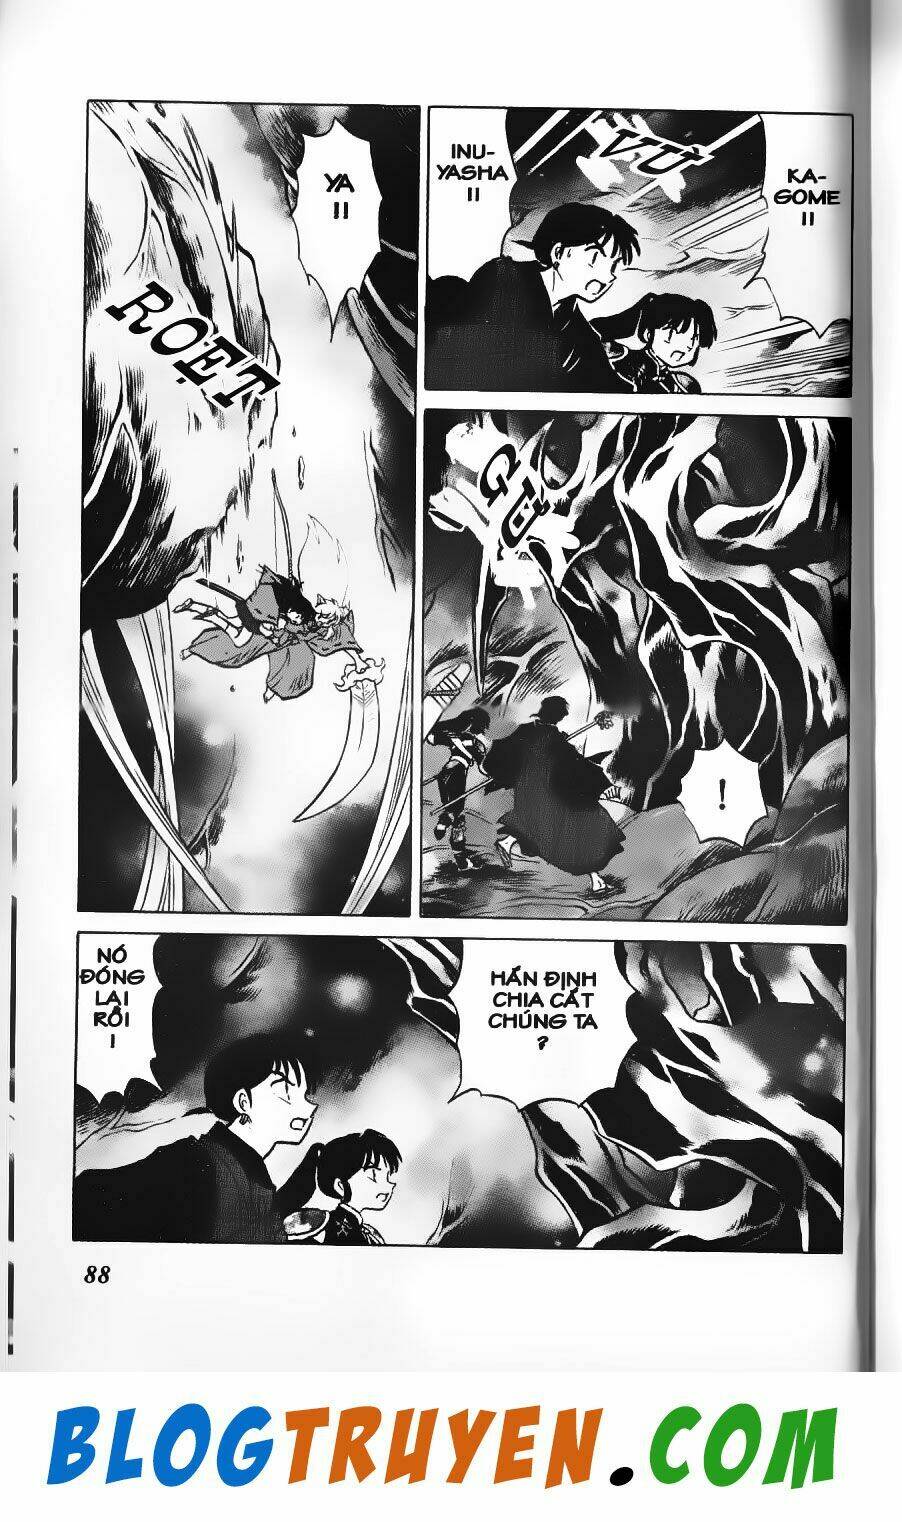 KA-
GOME
!!
VÙ
INU-
YASHA
!!
GỪ
!
YA
!!
ROẸT
HẮN ĐỊNH
CHIA CẮT
CHÚNG TA
?
NÓ
ĐÓNG
LẠI
RỒI
!
88
BLOGTRUYEN.COM